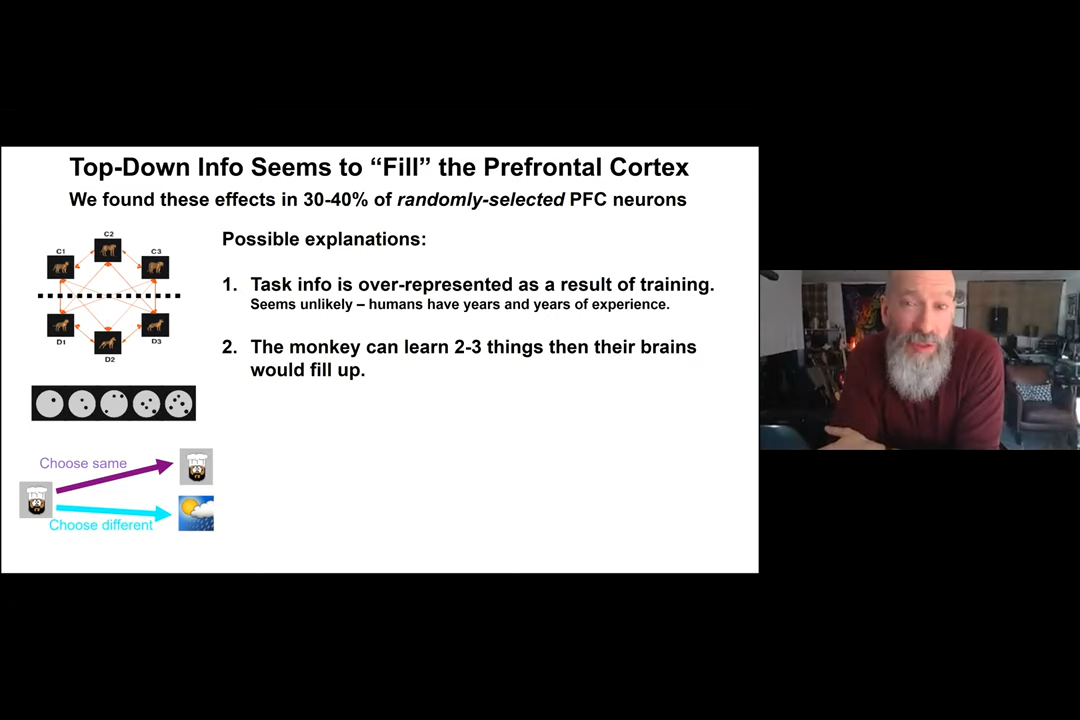 Top-Down Info Seems to “Fill” the Prefrontal Cortex
We found these effects in 30-40% of randomly-selected PFC neurons
C2
C1
C3
D1
D3
D2
Choose same
Choose different
Possible explanations:
1. Task info is over-represented as a result of training.
Seems unlikely – humans have years and years of experience.
2. The monkey can learn 2-3 things then their brains
would fill up.